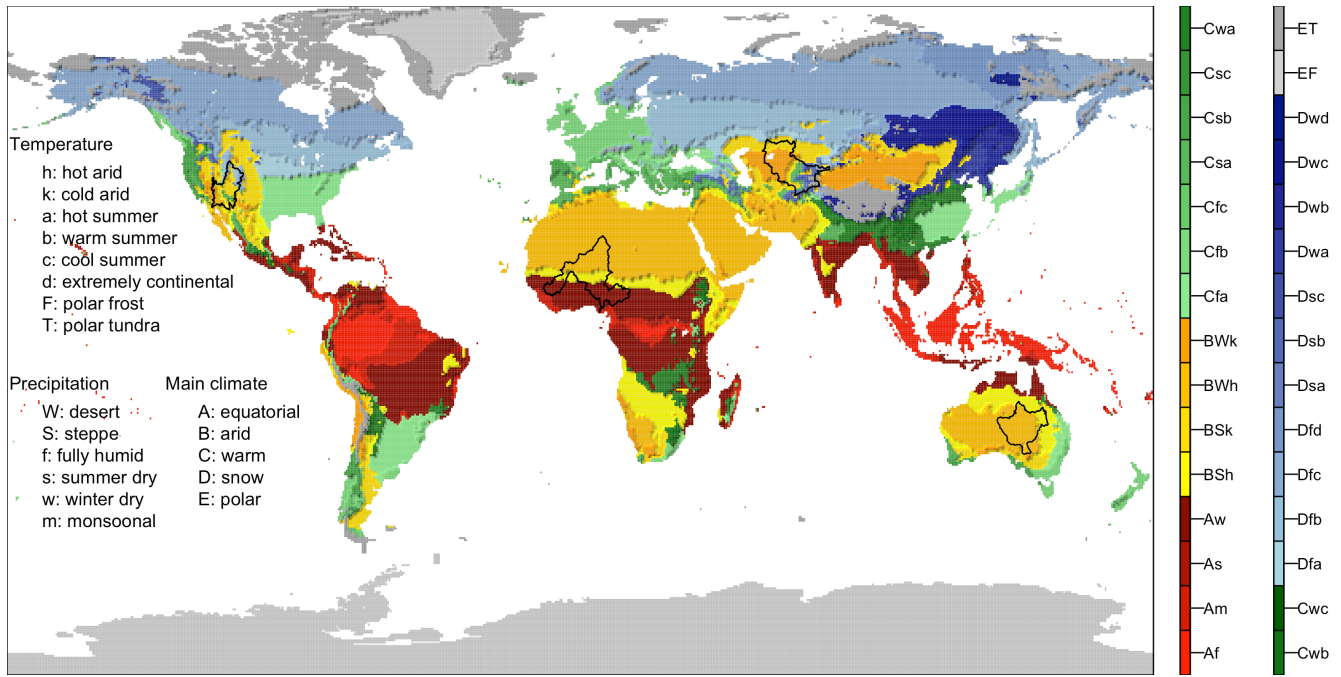 Temperature
h: hot arid
k: cold arid
a: hot summer
b: warm summer
c: cool summer
d: extremely continental
F: polar frost
T: polar tundra
Precipitation
W: desert
S: steppe
f: fully humid
s: summer dry
w: winter dry
m: monsoonal
Main climate
A: equatorial
B: arid
C: warm
D: snow
E: polar
Cwa
Csc
Csb
Csa
Cfc
Cfb
Cfa
BWk
BWh
BSk
BSh
Aw
As
Am
Af
ET
EF
Dwd
Dwc
Dwb
Dwa
Dsc
Dsb
Dsa
Dfd
Dfc
Dfb
Dfa
Cwc
Cwb